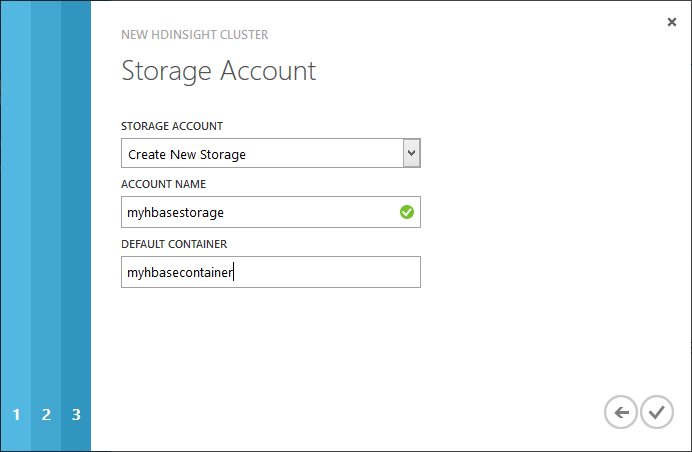 NEW HDINSIGHT CLUSTER
Storage Account
STORAGE ACCOUNT
Create New Storage
ACCOUNT NAME
myhbasestorage
DEFAULT CONTAINER
myhbasecontainer
1 2 3